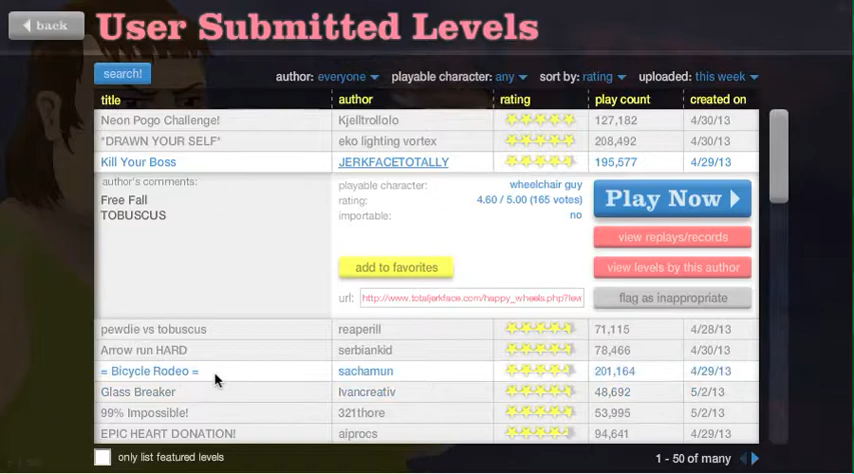 back
User Submitted Levels
search!
author: everyone playable character: any sort by: rating uploaded: this week
title author rating play count created on
Neon Pogo Challenge! Kjelltrollolo 127,182 4/30/13
*DRAWN YOUR SELF* eko lighting vortex 208,492 4/30/13
Kill Your Boss JERKFACETOTALLY 195,577 4/29/13
author's comments:
Free Fall
TOBUSCUS
playable character: wheelchair guy
rating: 4.60 / 5.00 (165 votes)
importable: no
Play Now
view replays/records
add to favorites
view levels by this author
url: http://www.totaljerkface.com/happy_wheels.php?lev
flag as inappropriate
pewdie vs tobuscus reaperill 71,115 4/28/13
Arrow run HARD serbiankid 78,466 4/30/13
= Bicycle Rodeo = sachamun 201,164 4/29/13
Glass Breaker Ivancreativ 48,692 5/2/13
99% Impossible! 321thore 53,995 5/2/13
EPIC HEART DONATION! aiprocs 94,641 4/29/13
only list featured levels
1 - 50 of many